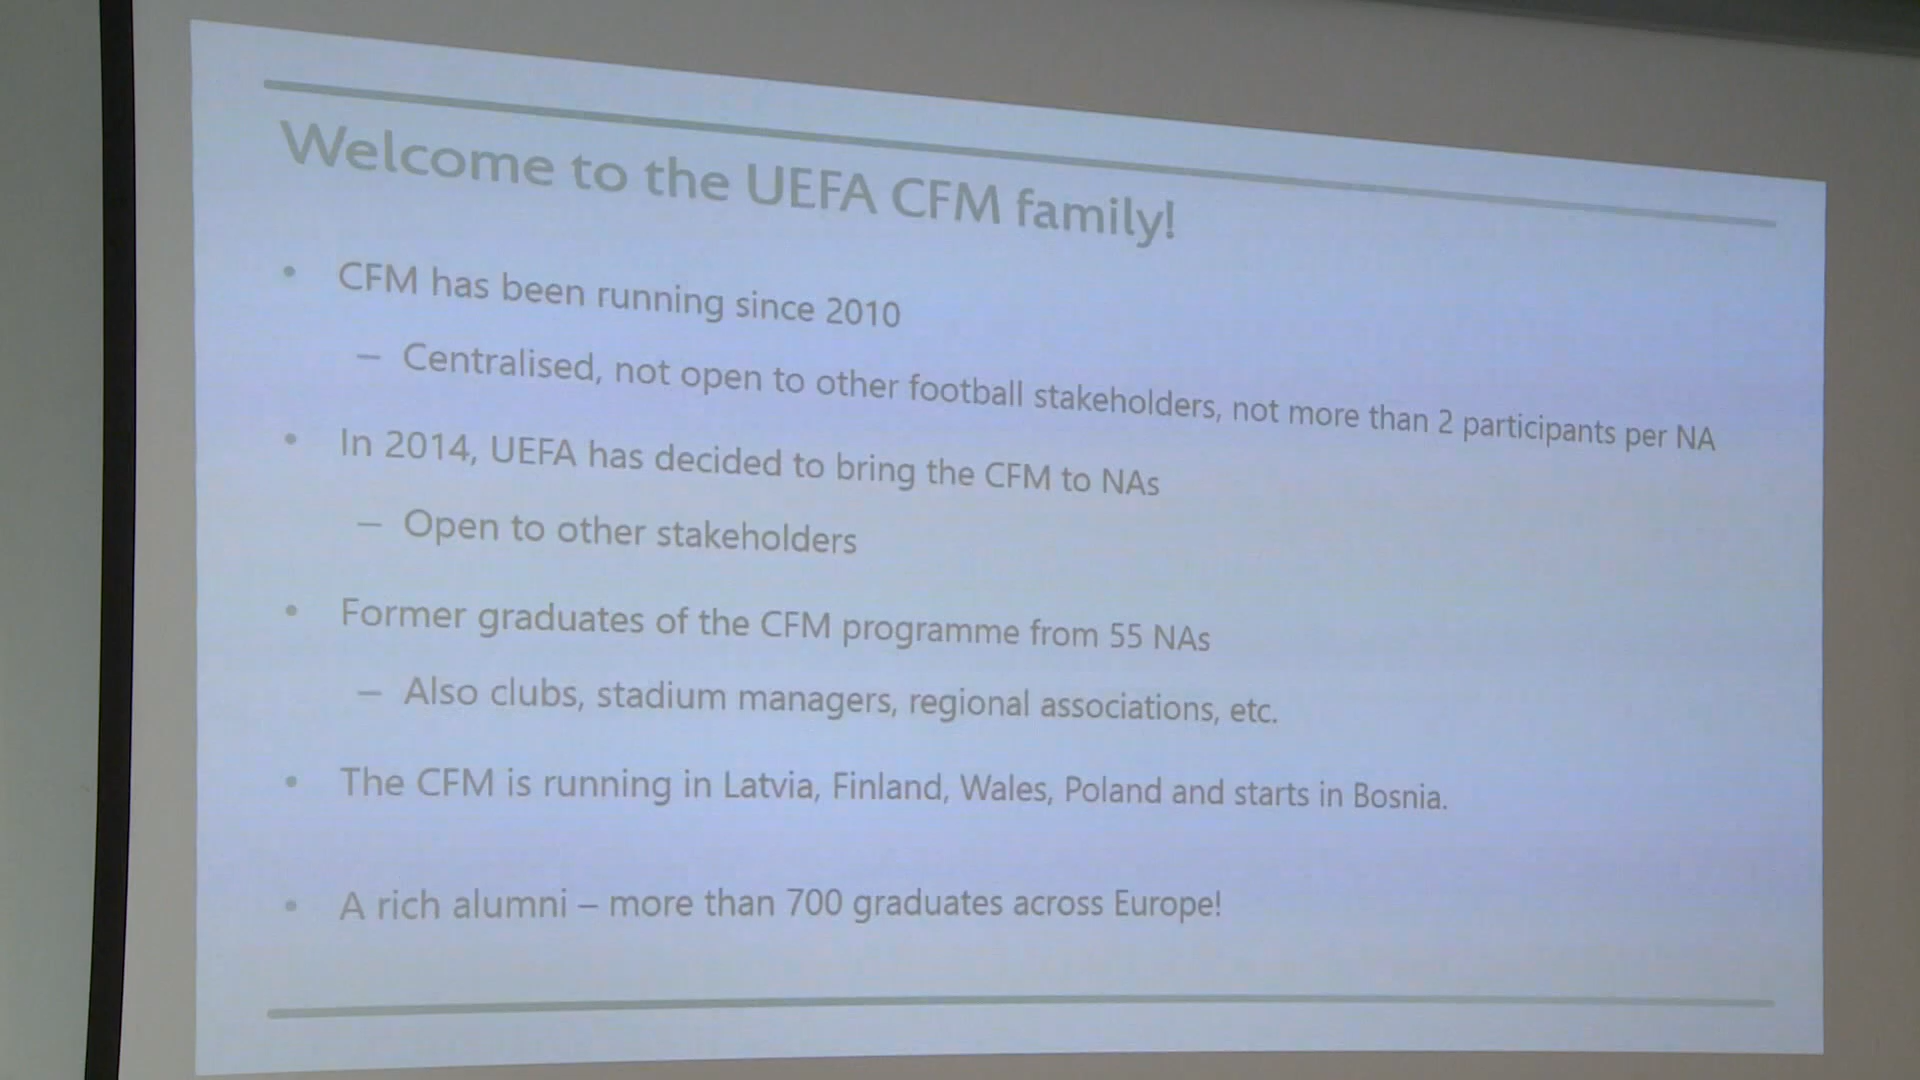 Welcome to the UEFA CFM family!
• CFM has been running since 2010
– Centralised, not open to other football stakeholders, not more than 2 participants per NA
• In 2014, UEFA has decided to bring the CFM to NAs
– Open to other stakeholders
• Former graduates of the CFM programme from 55 NAs
– Also clubs, stadium managers, regional associations, etc.
• The CFM is running in Latvia, Finland, Wales, Poland and starts in Bosnia.
• A rich alumni – more than 700 graduates across Europe!